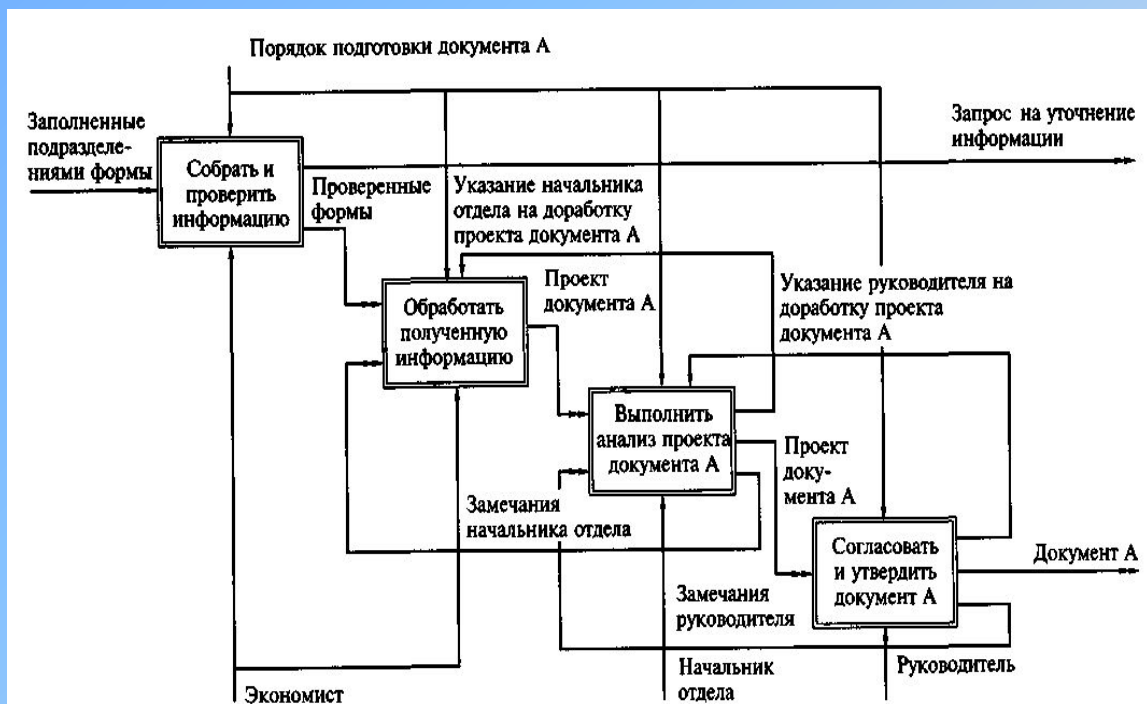 Порядок подготовки документа А
Заполненные
подразделе-
ниями формы
Запрос на уточнение
информации
Собрать и
проверить
информацию
Проверенные
формы
Указание начальника
отдела на доработку
проекта документа А
Обработать
полученную
информацию
Проект
документа А
Указание руководителя на
доработку проекта
документа А
Выполнить
анализ проекта
документа А
Проект
доку-
мента А
Замечания
начальника отдела
Согласовать
и утвердить
документ А
Документ А
Замечания
руководителя
Экономист
Начальник
отдела
Руководитель